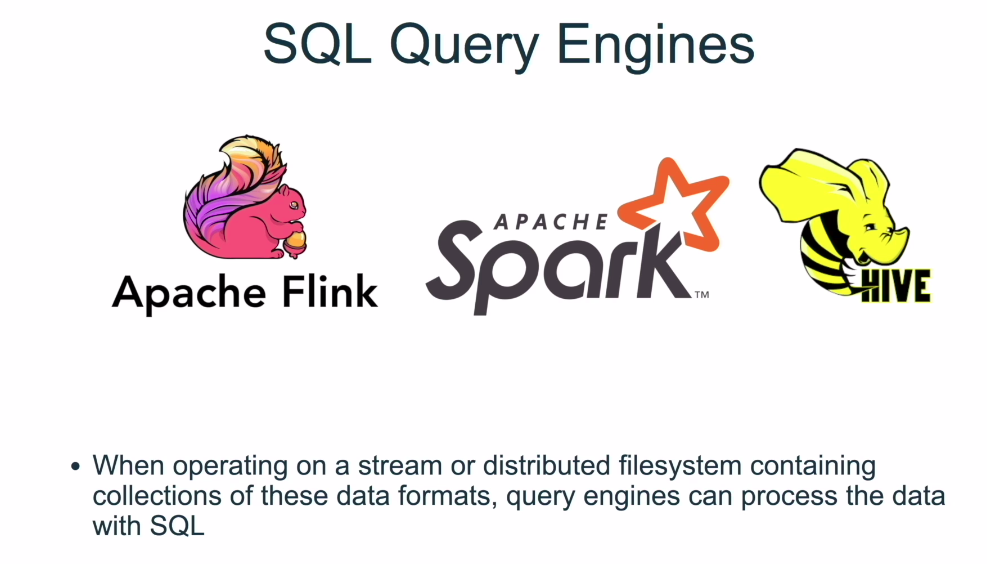 SQL Query Engines
Apache Flink
APACHE
Spark™
HIVE
• When operating on a stream or distributed filesystem containing
collections of these data formats, query engines can process the data
with SQL